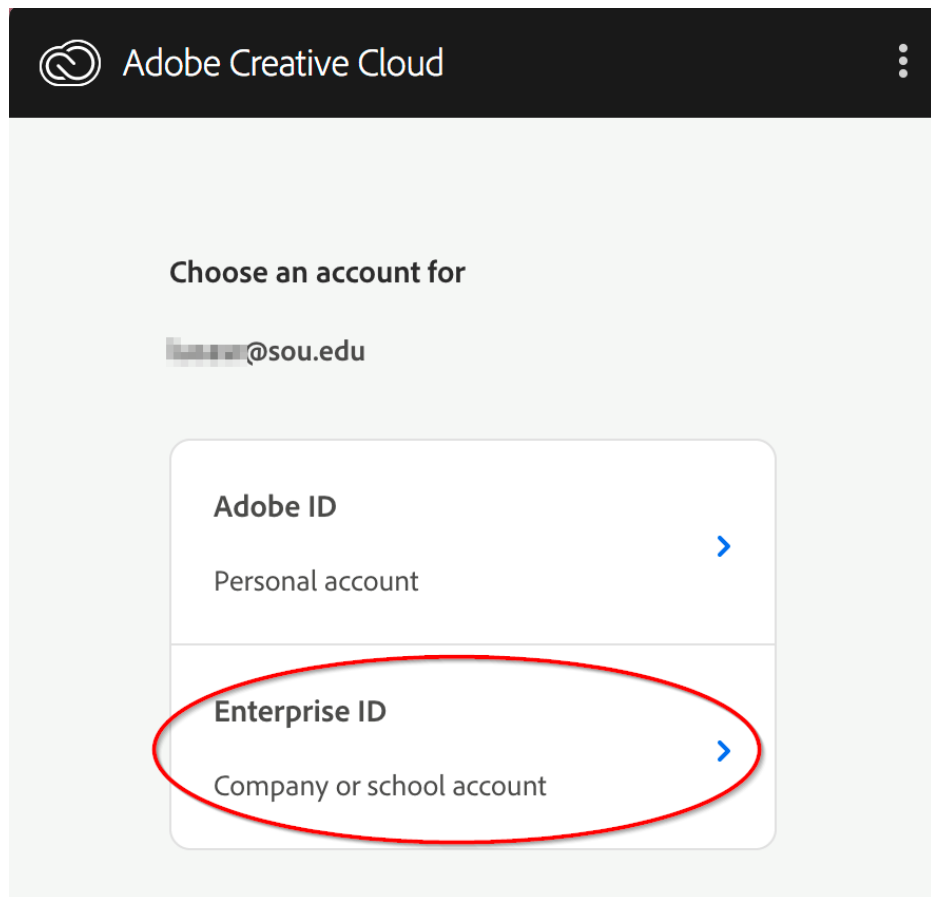 Adobe Creative Cloud
Choose an account for
@sou.edu
Adobe ID
Personal account
Enterprise ID
Company or school account